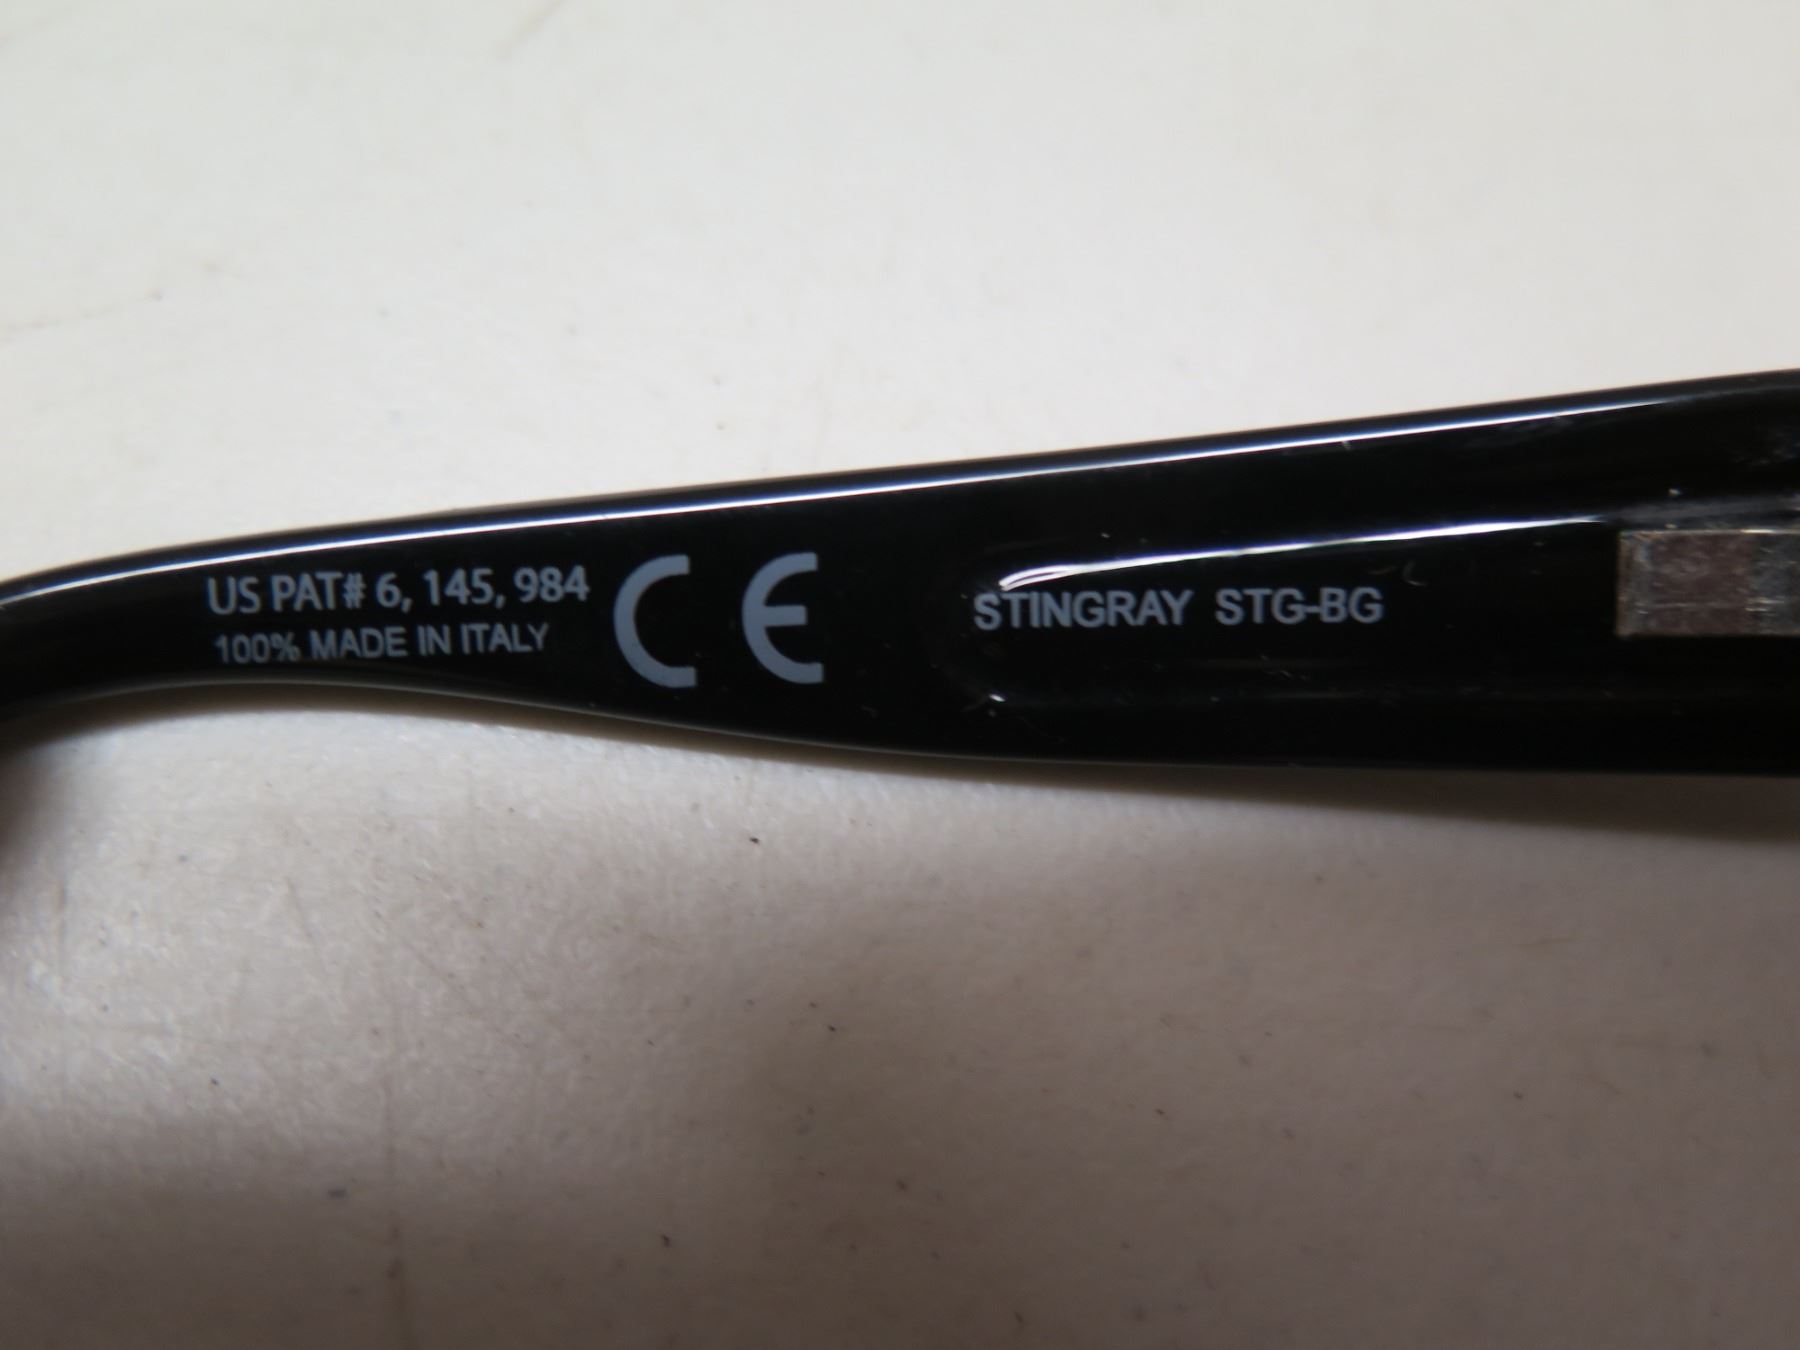 US PAT# 6, 145, 984
100% MADE IN ITALY
CE
STINGRAY STG-BG